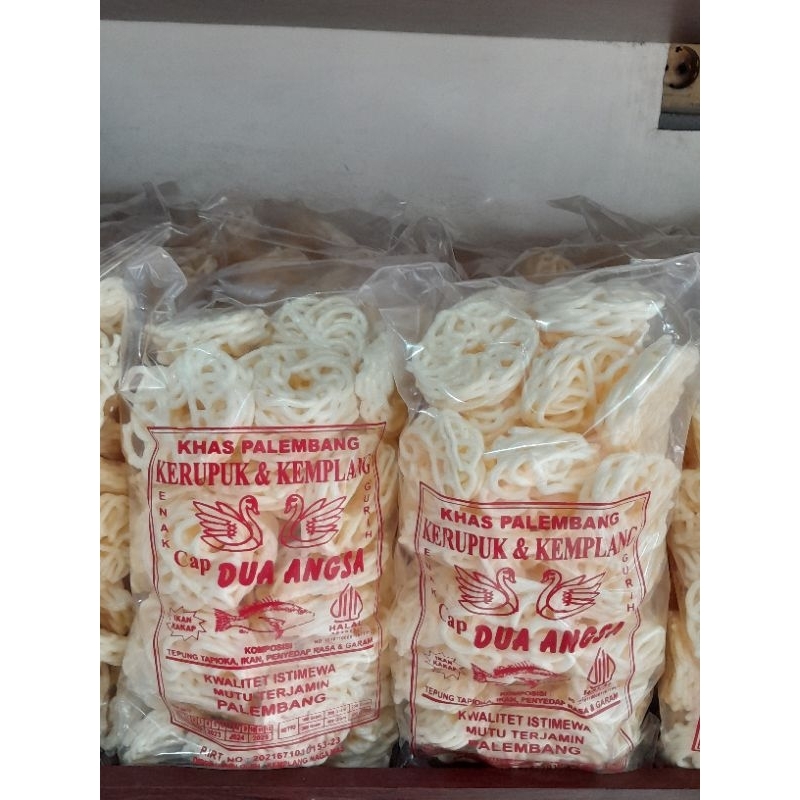 KHAS PALEMBANG
KERUPUK & KEMPLANG
ENAK
GURIH
Cap DUA ANGSA
IKAN KAKAP
HALAL
KOMPOSISI
TEPUNG TAPIOKA, IKAN, PENYEDAP RASA & GARAM
KWALITET ISTIMEWA
MUTU TERJAMIN
PALEMBANG
KHAS PALEMBANG
KERUPUK & KEMPLANG
ENAK
GURIH
Cap DUA ANGSA
IKAN KAKAP
KOMPOSISI
TEPUNG TAPIOKA, IKAN, PENYEDAP RASA & GARAM
KWALITET ISTIMEWA
MUTU TERJAMIN
PALEMBANG